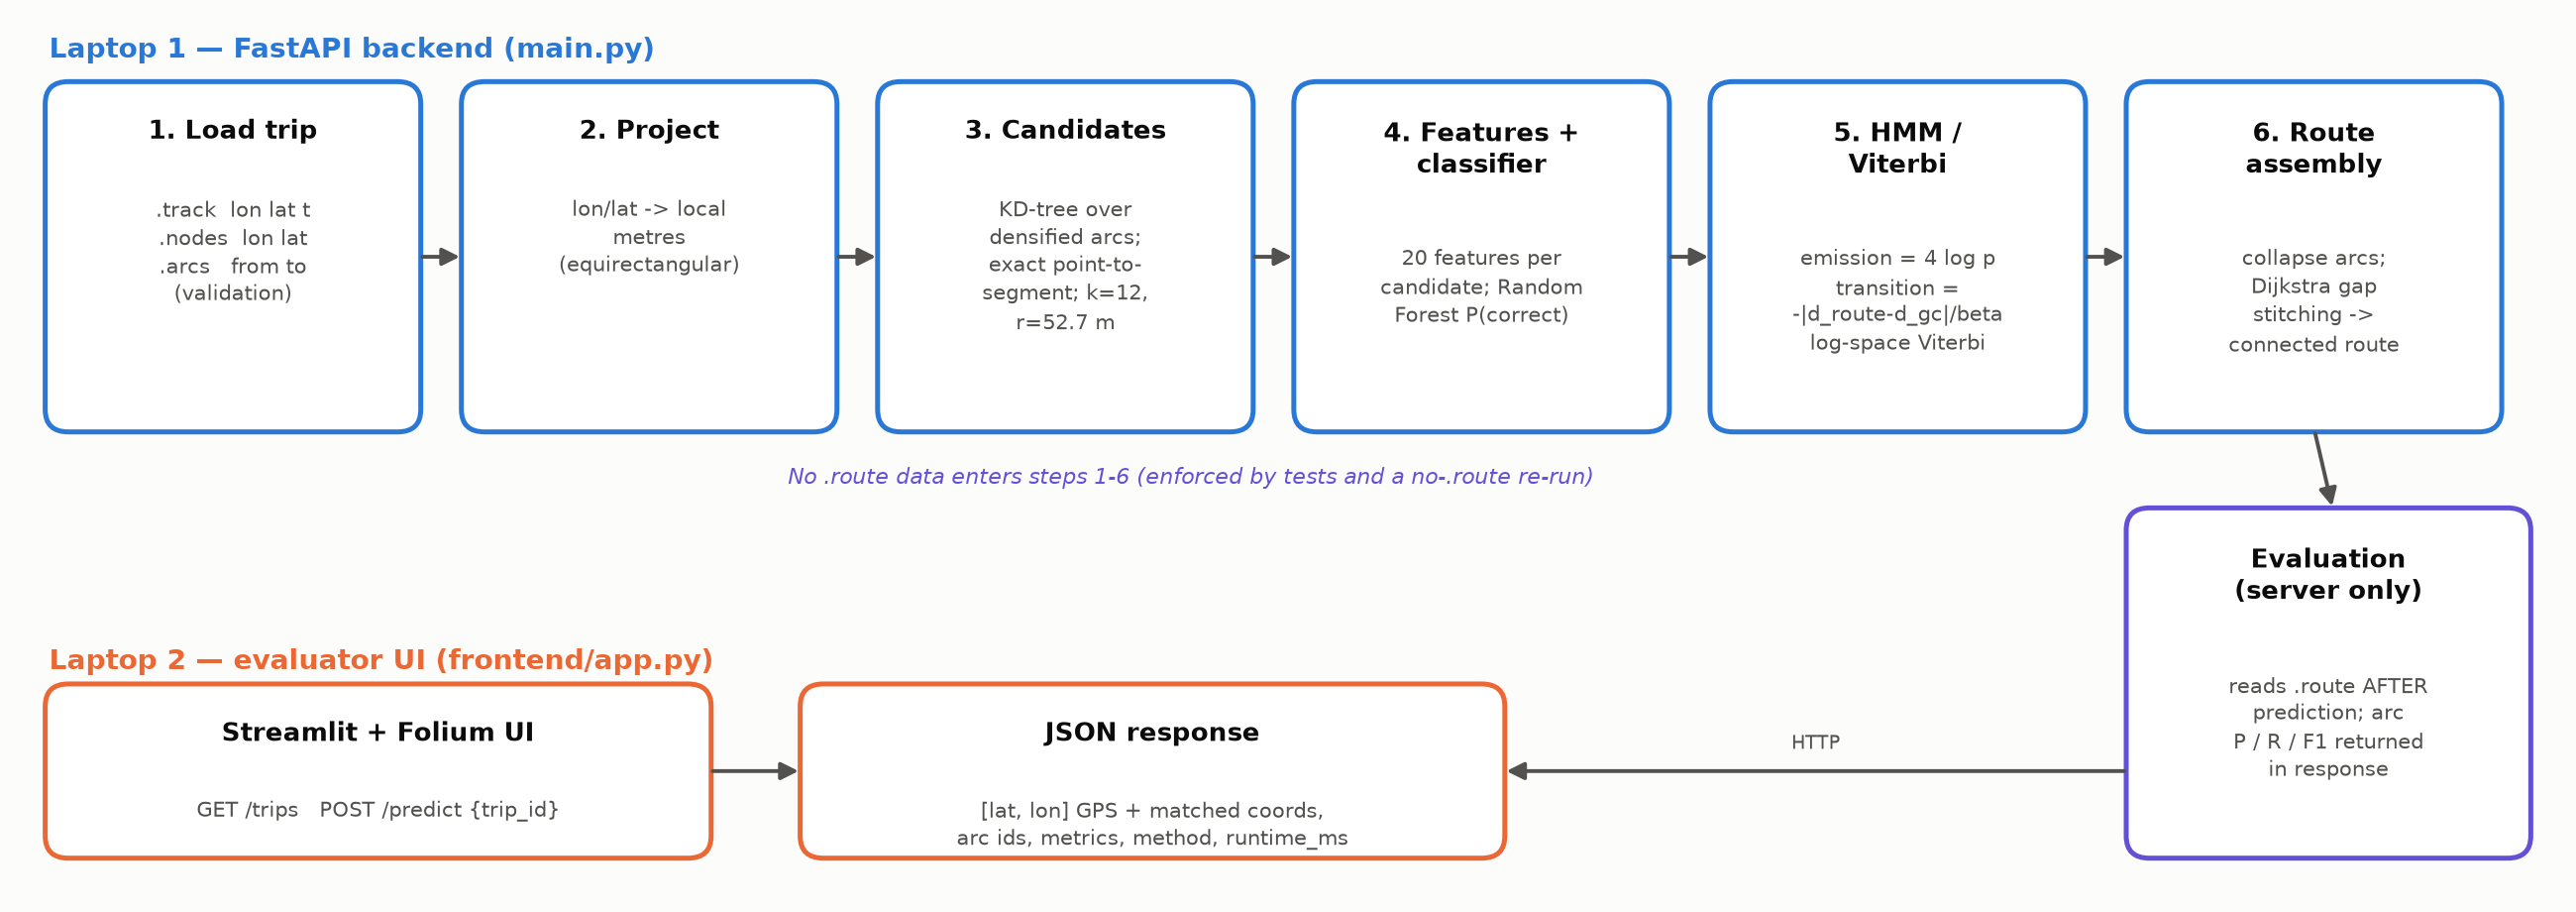 Laptop 1 — FastAPI backend (main.py)
1. Load trip
.track  lon lat t
.nodes  lon lat
.arcs   from to
(validation)
2. Project
lon/lat -> local
metres
(equirectangular)
3. Candidates
KD-tree over
densified arcs;
exact point-to-
segment; k=12,
r=52.7 m
4. Features +
classifier
20 features per
candidate; Random
Forest P(correct)
5. HMM /
Viterbi
emission = 4 log p
transition =
-|d_route-d_gc|/beta
log-space Viterbi
6. Route
assembly
collapse arcs;
Dijkstra gap
stitching ->
connected route
No .route data enters steps 1-6 (enforced by tests and a no-.route re-run)
Evaluation
(server only)
reads .route AFTER
prediction; arc
P / R / F1 returned
in response
Laptop 2 — evaluator UI (frontend/app.py)
Streamlit + Folium UI
GET /trips   POST /predict {trip_id}
JSON response
[lat, lon] GPS + matched coords,
arc ids, metrics, method, runtime_ms
HTTP